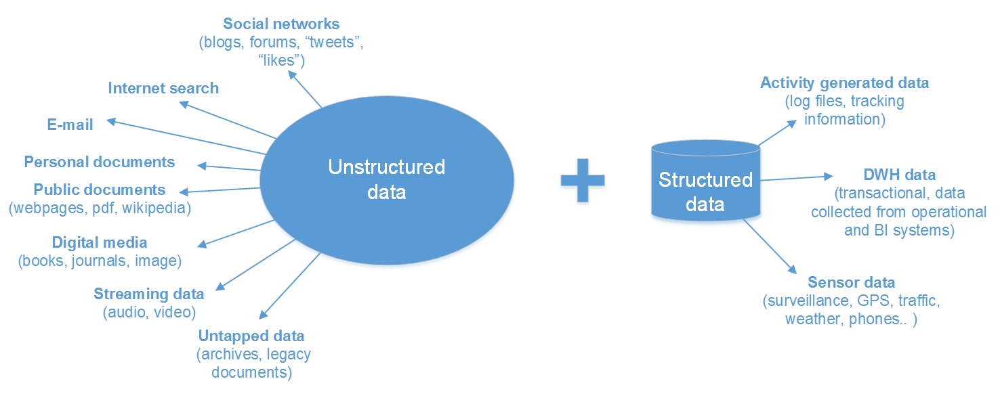 Social networks
(blogs, forums, “tweets”,
“likes”)
Internet search
E-mail
Personal documents
Public documents
(webpages, pdf, wikipedia)
Digital media
(books, journals, image)
Streaming data
(audio, video)
Untapped data
(archives, legacy
documents)
Unstructured
data
Structured
data
Activity generated data
(log files, tracking
information)
DWH data
(transactional, data
collected from operational
and BI systems)
Sensor data
(surveillance, GPS, traffic,
weather, phones.. )